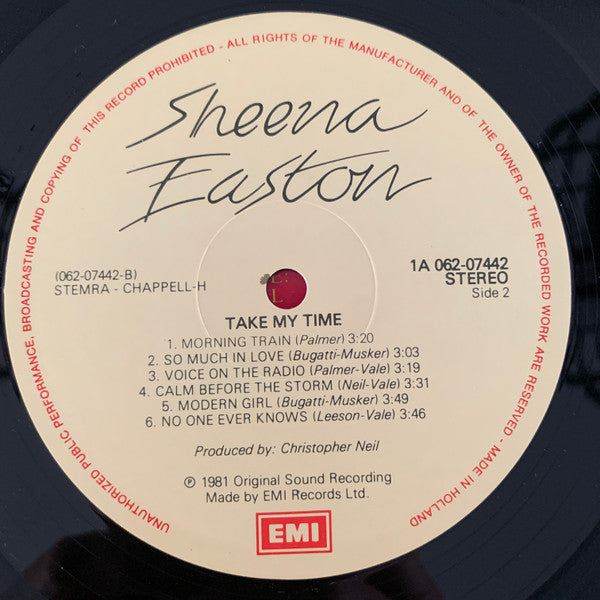 UNAUTHORIZED PUBLIC PERFORMANCE, BROADCASTING AND COPYING OF THIS RECORD PROHIBITED - ALL RIGHTS OF THE MANUFACTURER AND OF THE OWNER OF THE RECORDED WORK ARE RESERVED - MADE IN HOLLAND
Sheena
Easton
(062-07442-B)
STEMRA - CHAPPELL-H
1A 062-07442
STEREO
Side 2
TAKE MY TIME
1. MORNING TRAIN (Palmer) 3:20
2. SO MUCH IN LOVE (Bugatti-Musker) 3:03
3. VOICE ON THE RADIO (Palmer-Vale) 3:19
4. CALM BEFORE THE STORM (Neil-Vale) 3:31
5. MODERN GIRL (Bugatti-Musker) 3:49
6. NO ONE EVER KNOWS (Leeson-Vale) 3:46
Produced by: Christopher Neil
℗ 1981 Original Sound Recording
Made by EMI Records Ltd.
EMI